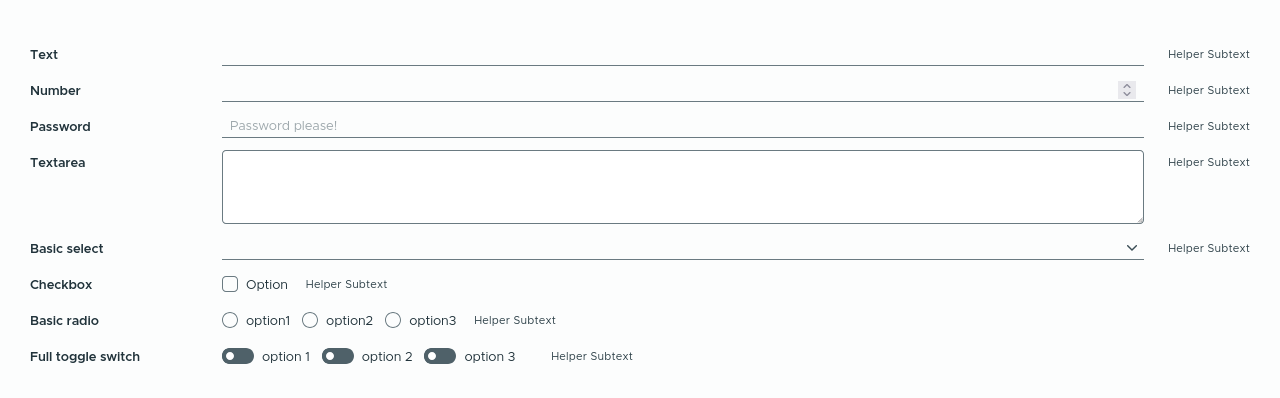 Text Helper Subtext
Number Helper Subtext
Password Password please! Helper Subtext
Textarea Helper Subtext
Basic select Helper Subtext
Checkbox Option Helper Subtext
Basic radio option1 option2 option3 Helper Subtext
Full toggle switch option 1 option 2 option 3 Helper Subtext